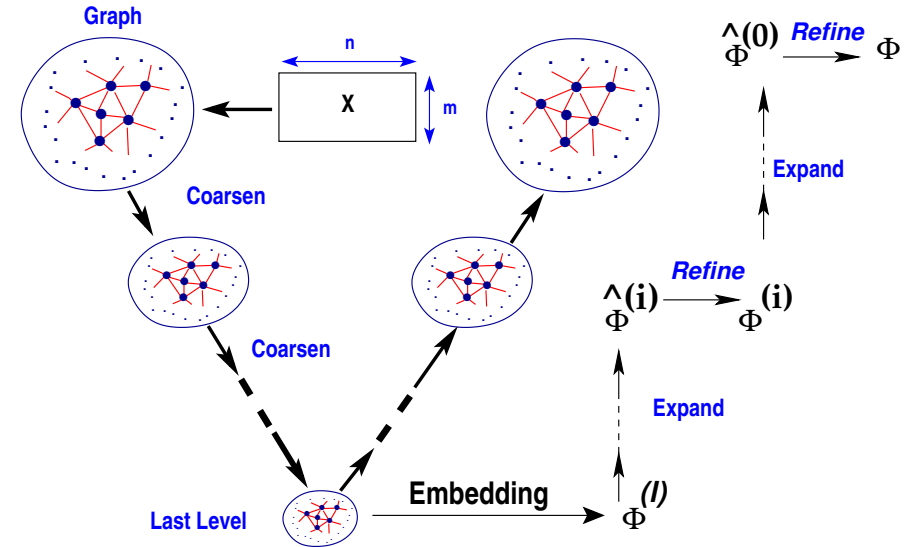 Graph
n
X
m
Φ̂(0)
Refine
Φ
Coarsen
Expand
Refine
Φ̂(i)
Φ(i)
Coarsen
Expand
Embedding
Φ(l)
Last Level